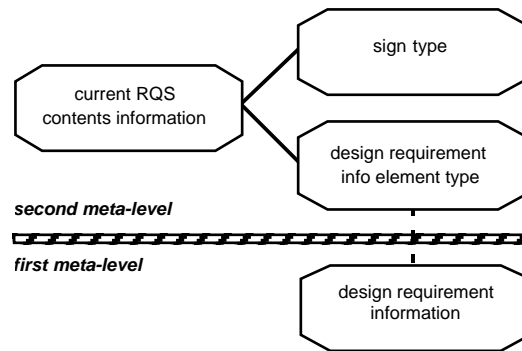 sign type
current RQS
contents information
design requirement
info element type
second meta-level
first meta-level
design requirement
information